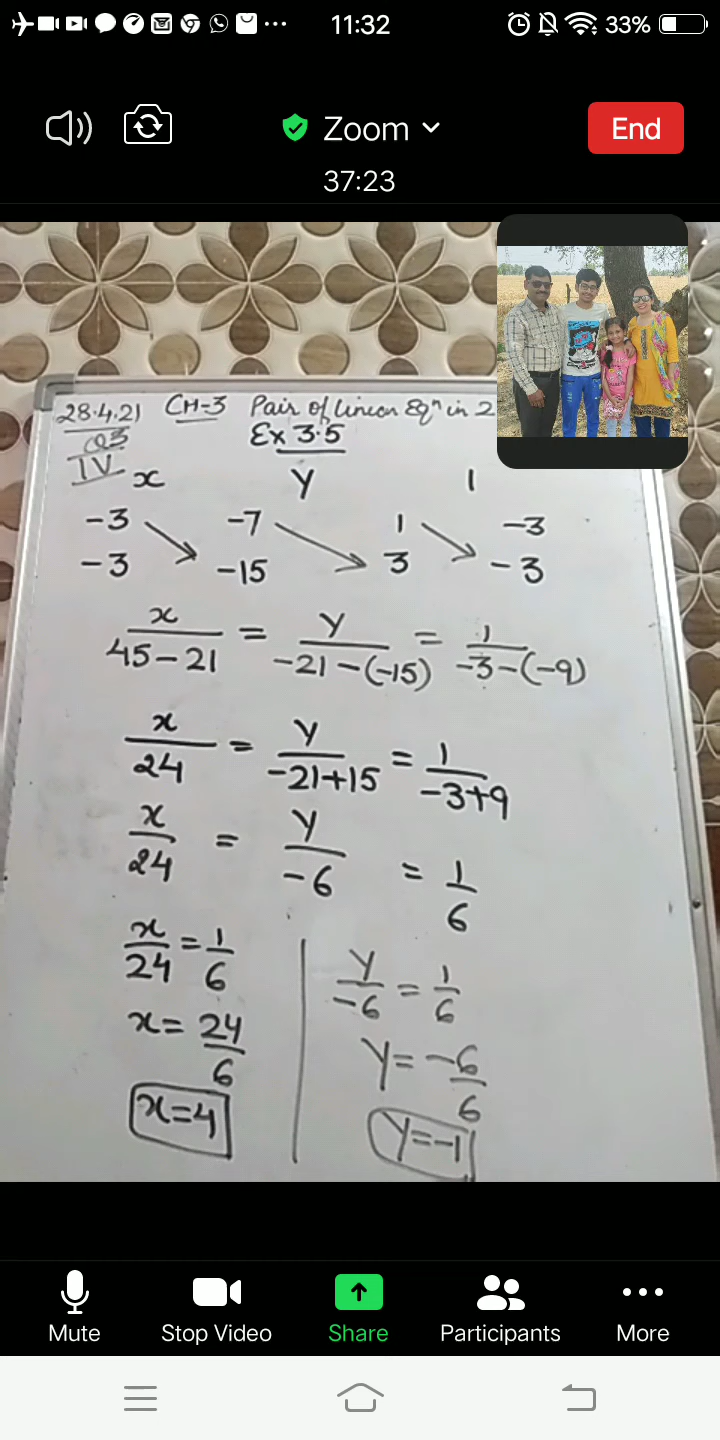 11:32
33%
Zoom
End
37:23
28.4.21 CH-3 Pair of linear Eqⁿ in 2
Q3 Ex 3.5
IV
x Y 1
-3 -7 1 -3
-3 -15 3 -3
x/45-21 = Y/-21-(-15) = 1/-3-(-9)
x/24 = Y/-21+15 = 1/-3+9
x/24 = Y/-6 = 1/6
x/24 = 1/6
x = 24/6
x=4
Y/-6 = 1/6
Y = -6/6
Y=-1
Mute
Stop Video
Share
Participants
More